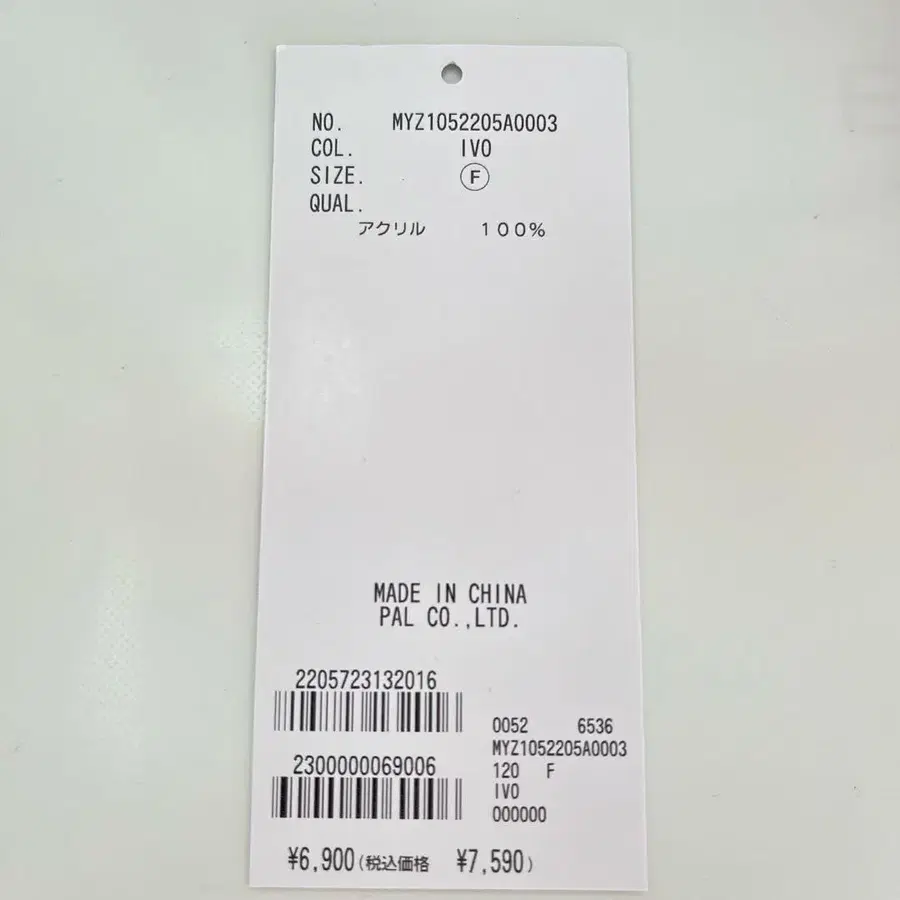 NO. MYZ1052205A0003
COL. IVO
SIZE. F
QUAL.
アクリル 100%
MADE IN CHINA
PAL CO.,LTD.
2205723132016
2300000069006
0052 6536
MYZ1052205A0003
120 F
IVO
000000
¥6,900(税込価格 ¥7,590)